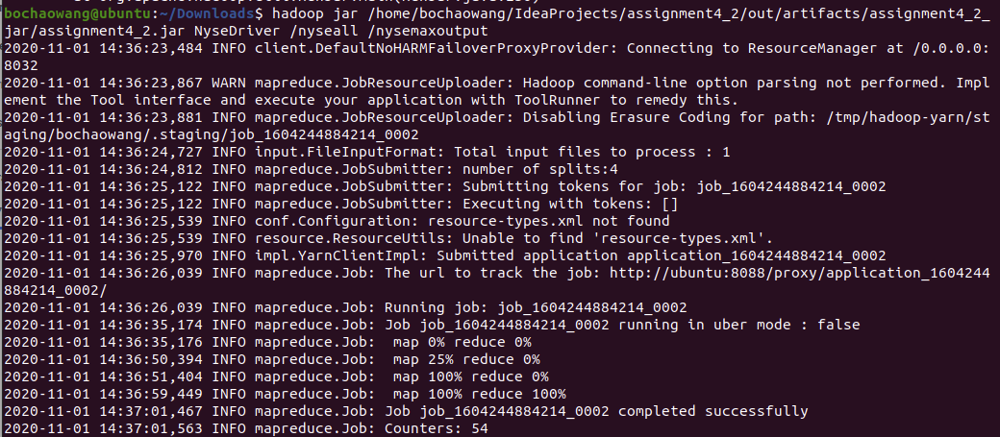 bochaowang@ubuntu:~/Downloads$ hadoop jar /home/bochaowang/IdeaProjects/assignment4_2/out/artifacts/assignment4_2_
jar/assignment4_2.jar NyseDriver /nyseall /nysemaxoutput
2020-11-01 14:36:23,484 INFO client.DefaultNoHARMFailoverProxyProvider: Connecting to ResourceManager at /0.0.0.0:
8032
2020-11-01 14:36:23,867 WARN mapreduce.JobResourceUploader: Hadoop command-line option parsing not performed. Impl
ement the Tool interface and execute your application with ToolRunner to remedy this.
2020-11-01 14:36:23,881 INFO mapreduce.JobResourceUploader: Disabling Erasure Coding for path: /tmp/hadoop-yarn/st
aging/bochaowang/.staging/job_1604244884214_0002
2020-11-01 14:36:24,727 INFO input.FileInputFormat: Total input files to process : 1
2020-11-01 14:36:24,812 INFO mapreduce.JobSubmitter: number of splits:4
2020-11-01 14:36:25,122 INFO mapreduce.JobSubmitter: Submitting tokens for job: job_1604244884214_0002
2020-11-01 14:36:25,122 INFO mapreduce.JobSubmitter: Executing with tokens: []
2020-11-01 14:36:25,539 INFO conf.Configuration: resource-types.xml not found
2020-11-01 14:36:25,539 INFO resource.ResourceUtils: Unable to find 'resource-types.xml'.
2020-11-01 14:36:25,970 INFO impl.YarnClientImpl: Submitted application application_1604244884214_0002
2020-11-01 14:36:26,039 INFO mapreduce.Job: The url to track the job: http://ubuntu:8088/proxy/application_1604244
884214_0002/
2020-11-01 14:36:26,039 INFO mapreduce.Job: Running job: job_1604244884214_0002
2020-11-01 14:36:35,174 INFO mapreduce.Job: Job job_1604244884214_0002 running in uber mode : false
2020-11-01 14:36:35,176 INFO mapreduce.Job:  map 0% reduce 0%
2020-11-01 14:36:50,394 INFO mapreduce.Job:  map 25% reduce 0%
2020-11-01 14:36:51,404 INFO mapreduce.Job:  map 100% reduce 0%
2020-11-01 14:36:59,449 INFO mapreduce.Job:  map 100% reduce 100%
2020-11-01 14:37:01,467 INFO mapreduce.Job: Job job_1604244884214_0002 completed successfully
2020-11-01 14:37:01,563 INFO mapreduce.Job: Counters: 54